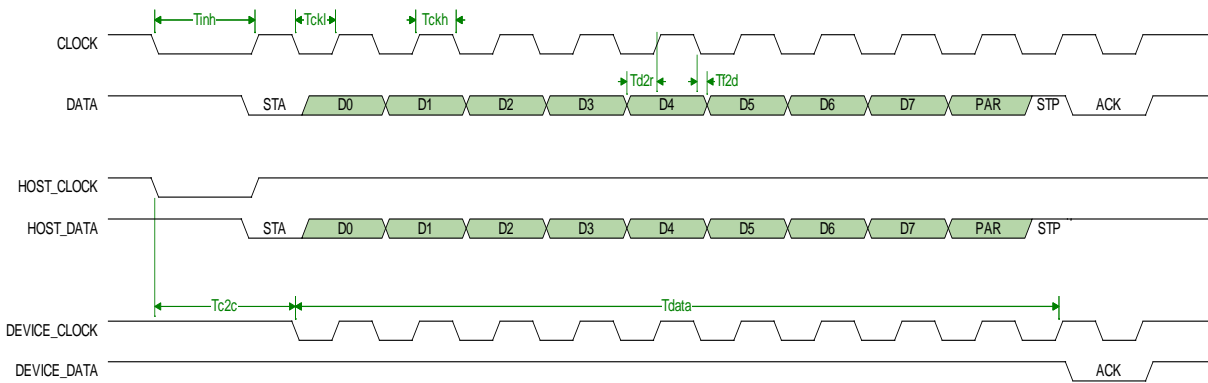 Tinh Tckl Tckh
CLOCK
Td2r Tf2d
DATA STA D0 D1 D2 D3 D4 D5 D6 D7 PAR STP ACK
HOST_CLOCK
HOST_DATA STA D0 D1 D2 D3 D4 D5 D6 D7 PAR STP
Tc2c Tdata
DEVICE_CLOCK
DEVICE_DATA ACK